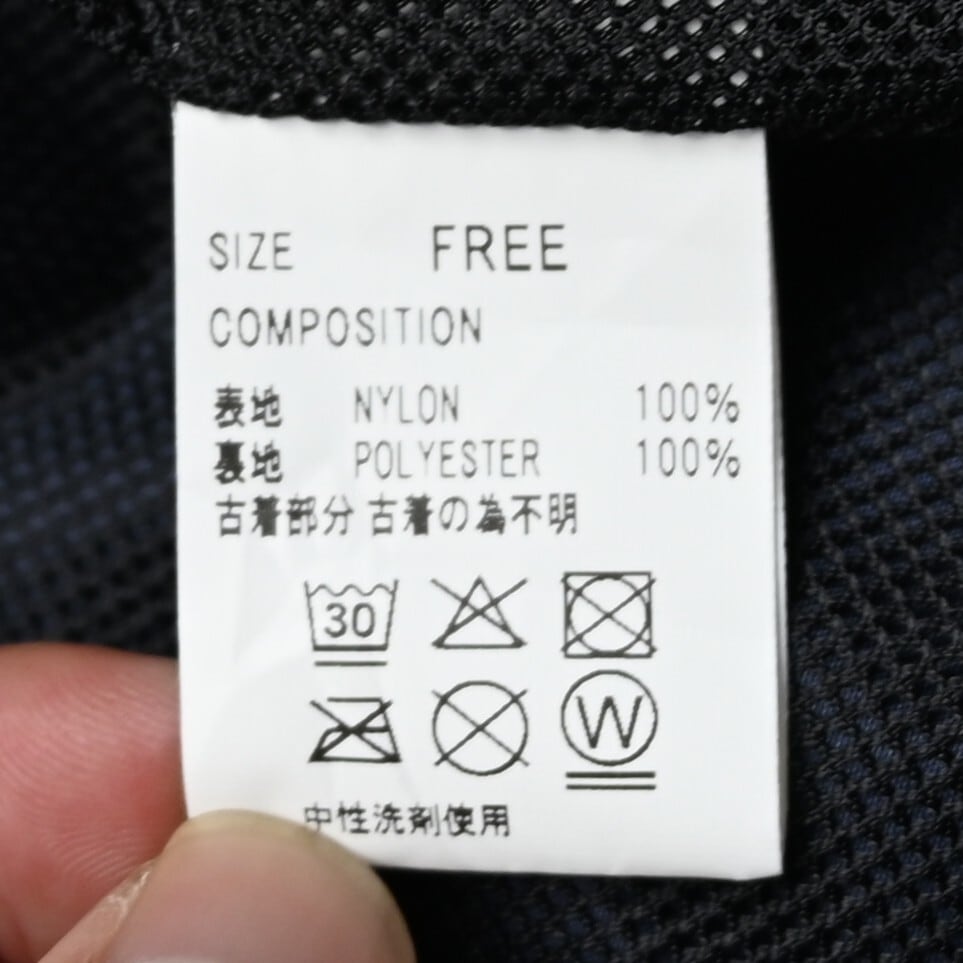 SIZE FREE
COMPOSITION
表地 NYLON 100%
裏地 POLYESTER 100%
古着部分 古着の為不明
30
W
中性洗剤使用